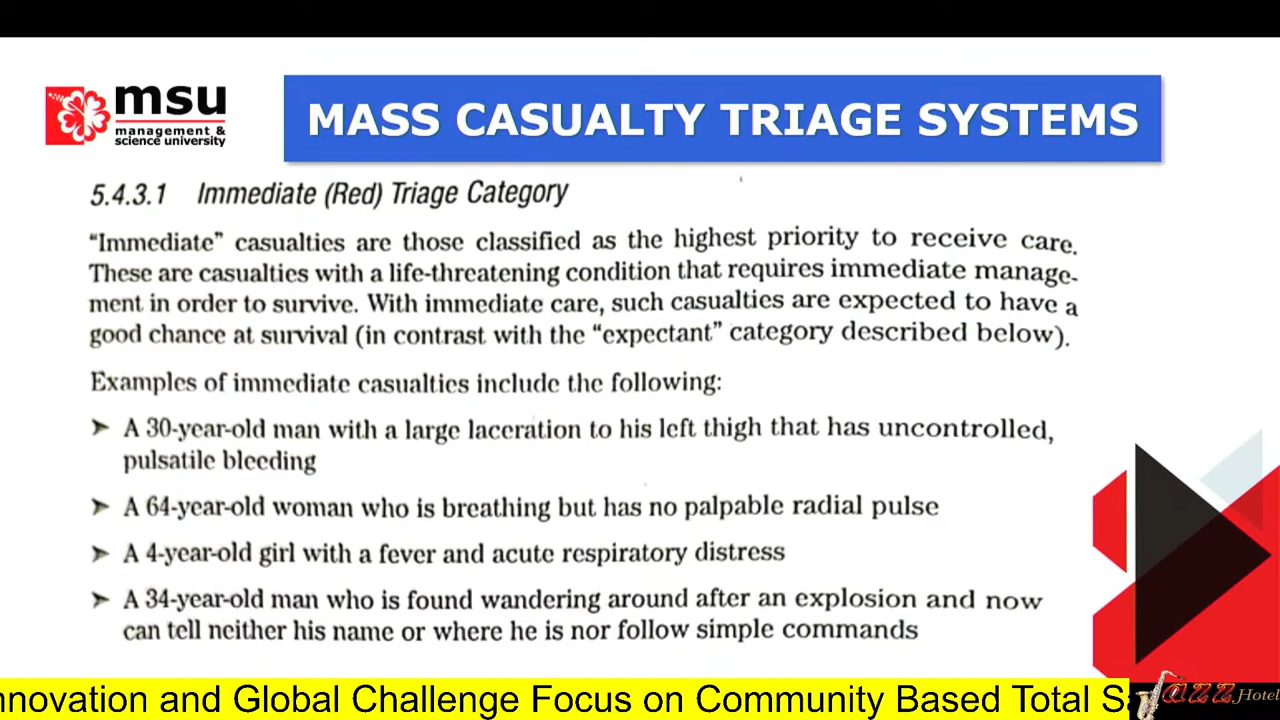 msu
management &
science university
MASS CASUALTY TRIAGE SYSTEMS
5.4.3.1 Immediate (Red) Triage Category
“Immediate” casualties are those classified as the highest priority to receive care.
These are casualties with a life-threatening condition that requires immediate manage-
ment in order to survive. With immediate care, such casualties are expected to have a
good chance at survival (in contrast with the “expectant” category described below).
Examples of immediate casualties include the following:
➤ A 30-year-old man with a large laceration to his left thigh that has uncontrolled,
pulsatile bleeding
➤ A 64-year-old woman who is breathing but has no palpable radial pulse
➤ A 4-year-old girl with a fever and acute respiratory distress
➤ A 34-year-old man who is found wandering around after an explosion and now
can tell neither his name or where he is nor follow simple commands
nnovation and Global Challenge Focus on Community Based Total S
Jazz Hotel